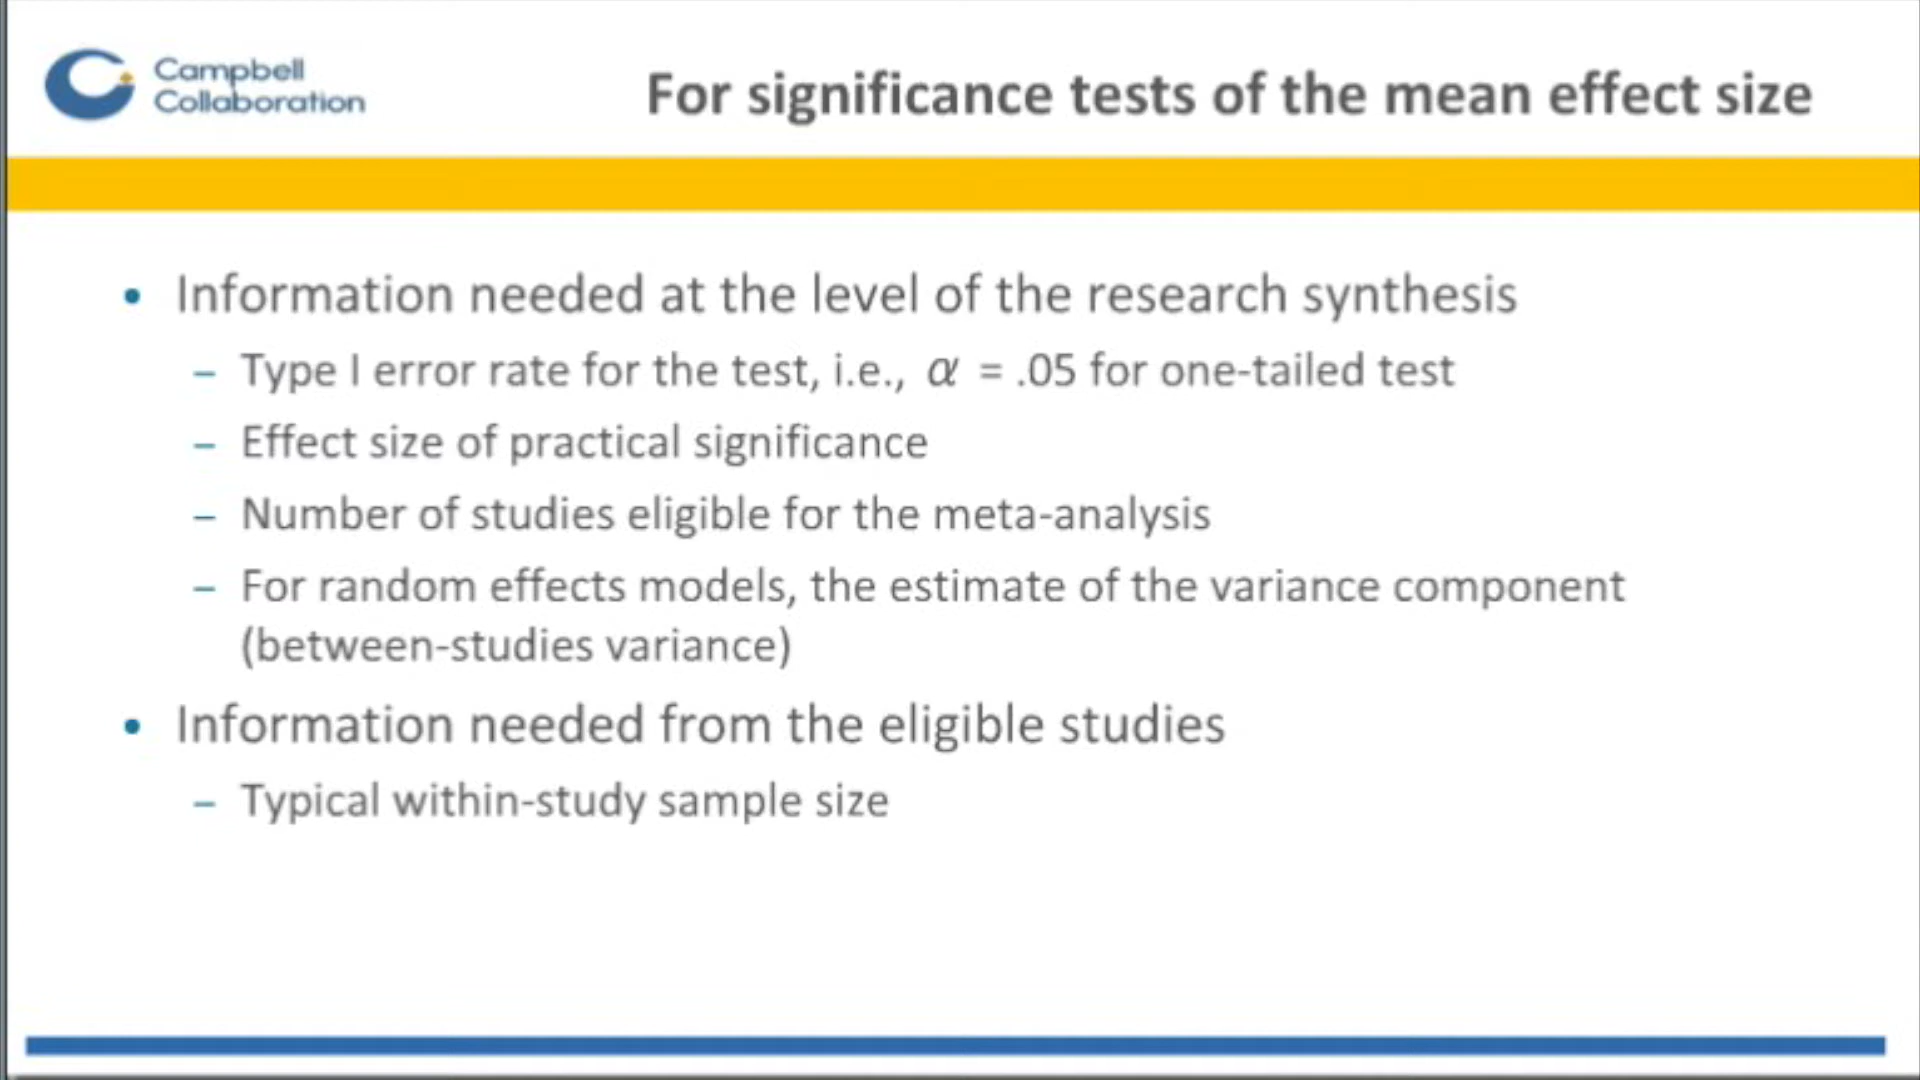 Campbell
Collaboration
For significance tests of the mean effect size
• Information needed at the level of the research synthesis
– Type I error rate for the test, i.e., α = .05 for one-tailed test
– Effect size of practical significance
– Number of studies eligible for the meta-analysis
– For random effects models, the estimate of the variance component
(between-studies variance)
• Information needed from the eligible studies
– Typical within-study sample size